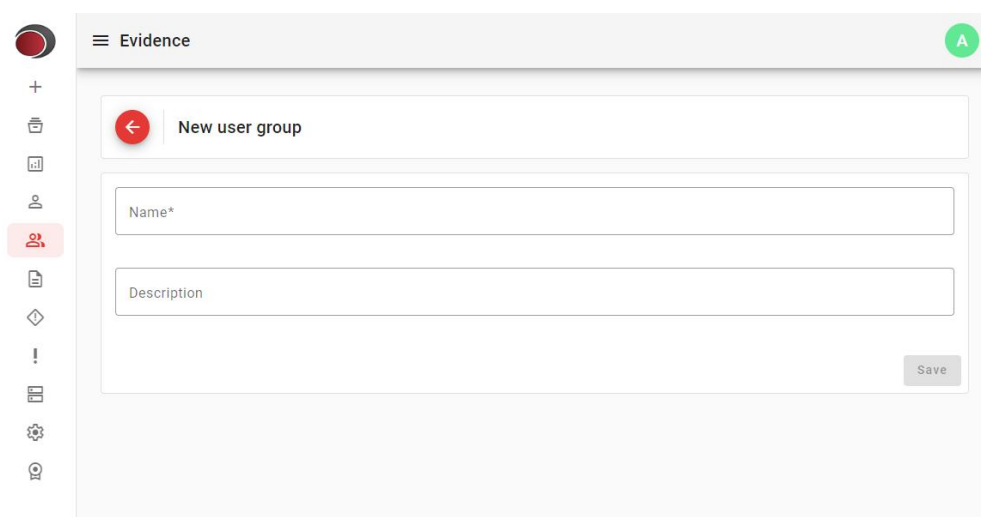 Evidence
A
New user group
Name*
Description
Save